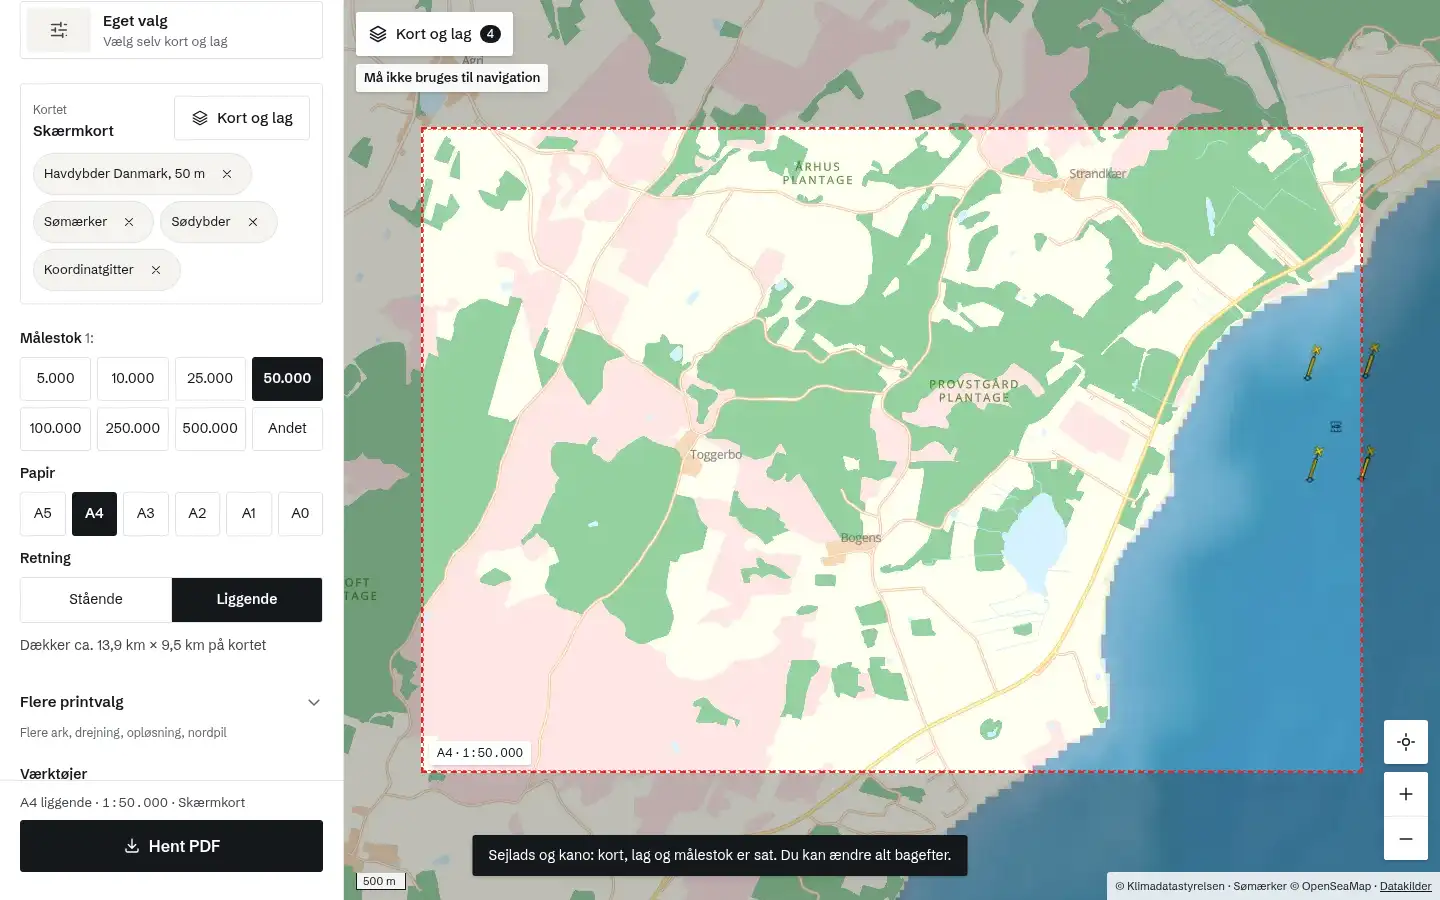 Eget valg
Vælg selv kort og lag
Kortet
Skærmkort
Kort og lag
Havdybder Danmark, 50 m
Sømærker
Sødybder
Koordinatgitter
Målestok 1:
5.000
10.000
25.000
50.000
100.000
250.000
500.000
Andet
Papir
A5
A4
A3
A2
A1
A0
Retning
Stående
Liggende
Dækker ca. 13,9 km × 9,5 km på kortet
Flere printvalg
Flere ark, drejning, opløsning, nordpil
Værktøjer
A4 liggende · 1:50.000 · Skærmkort
Hent PDF
Kort og lag 4
Agri
Må ikke bruges til navigation
ÅRHUS
PLANTAGE
Strandkær
PROVSTGÅRD
PLANTAGE
Toggerbo
Bogens
OFT
TAGE
A4 · 1:50.000
Sejlads og kano: kort, lag og målestok er sat. Du kan ændre alt bagefter.
500 m
© Klimadatastyrelsen · Sømærker © OpenSeaMap · Datakilder